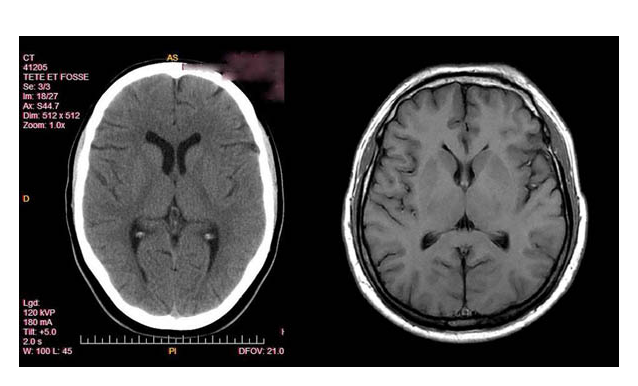 CT
41205
TETE ET FOSSE
Se: 3/3
Im: 18/27
Ax: S44.7
Dim: 512 x 512
Zoom: 1.0x
AS
D
Lgd:
120 kVP
180 mA
Tilt: +5.0
2.0 s
W: 100 L: 45
PI
DFOV: 21.0